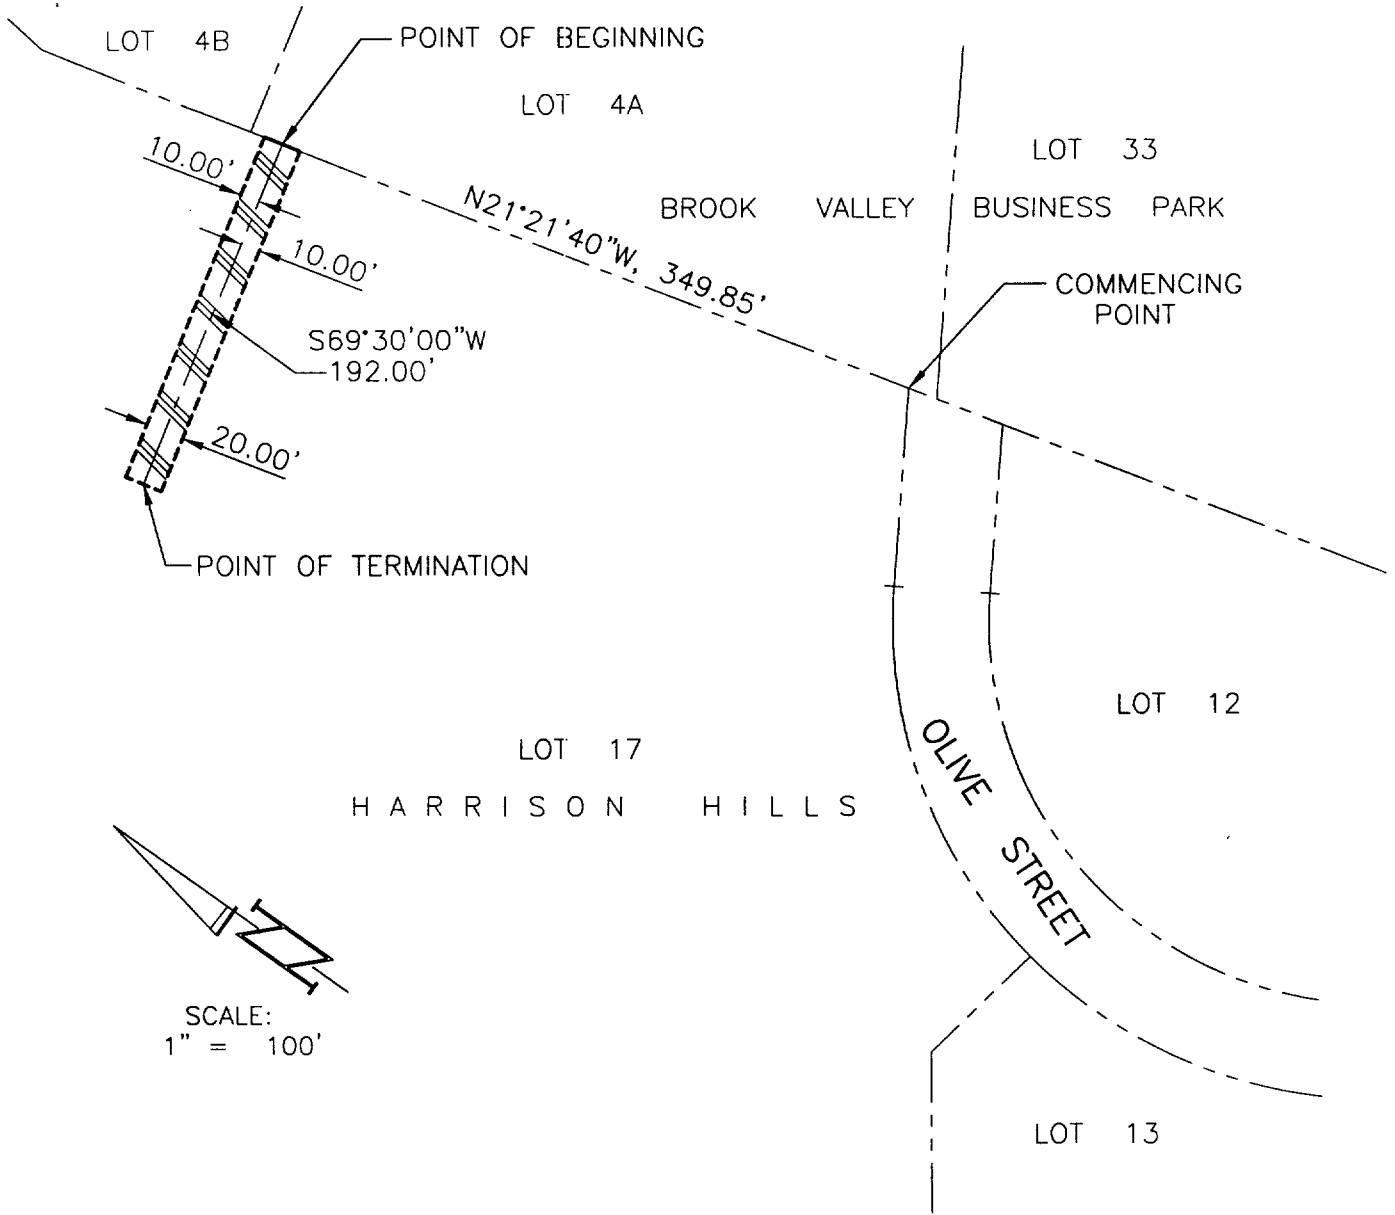 LOT 4B
POINT OF BEGINNING
LOT 4A
LOT 33
10.00'
N21°21'40"W, 349.85'
BROOK VALLEY BUSINESS PARK
10.00'
COMMENCING
POINT
S69°30'00"W
192.00'
20.00'
POINT OF TERMINATION
LOT 12
OLIVE STREET
LOT 17
HARRISON HILLS
N
SCALE:
1" = 100'
LOT 13